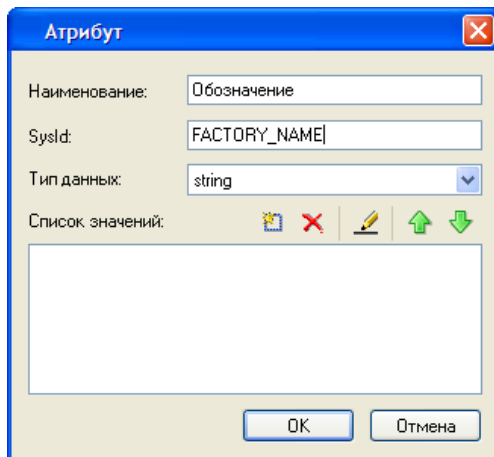 Атрибут
Наименование: Обозначение
SysId: FACTORY_NAME
Тип данных: string
Список значений:
OK Отмена